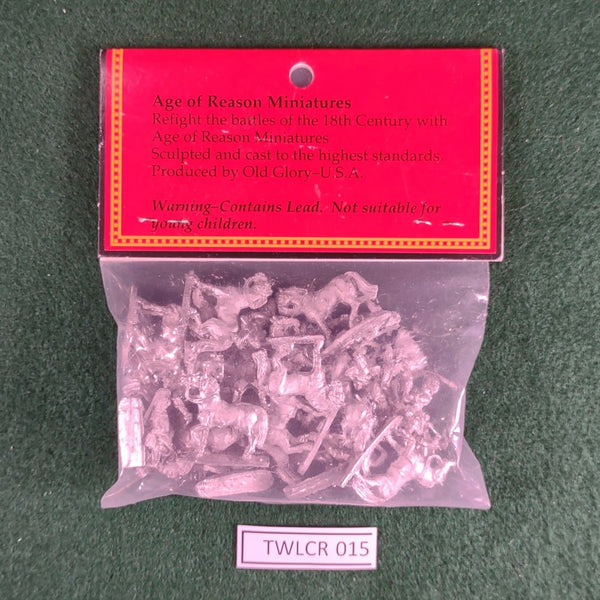 Age of Reason Miniatures
Refight the battles of the 18th Century with
Age of Reason Miniatures
Sculpted and cast to the highest standards.
Produced by Old Glory–U.S.A.
Warning–Contains Lead. Not suitable for
young children.
TWLCR 015